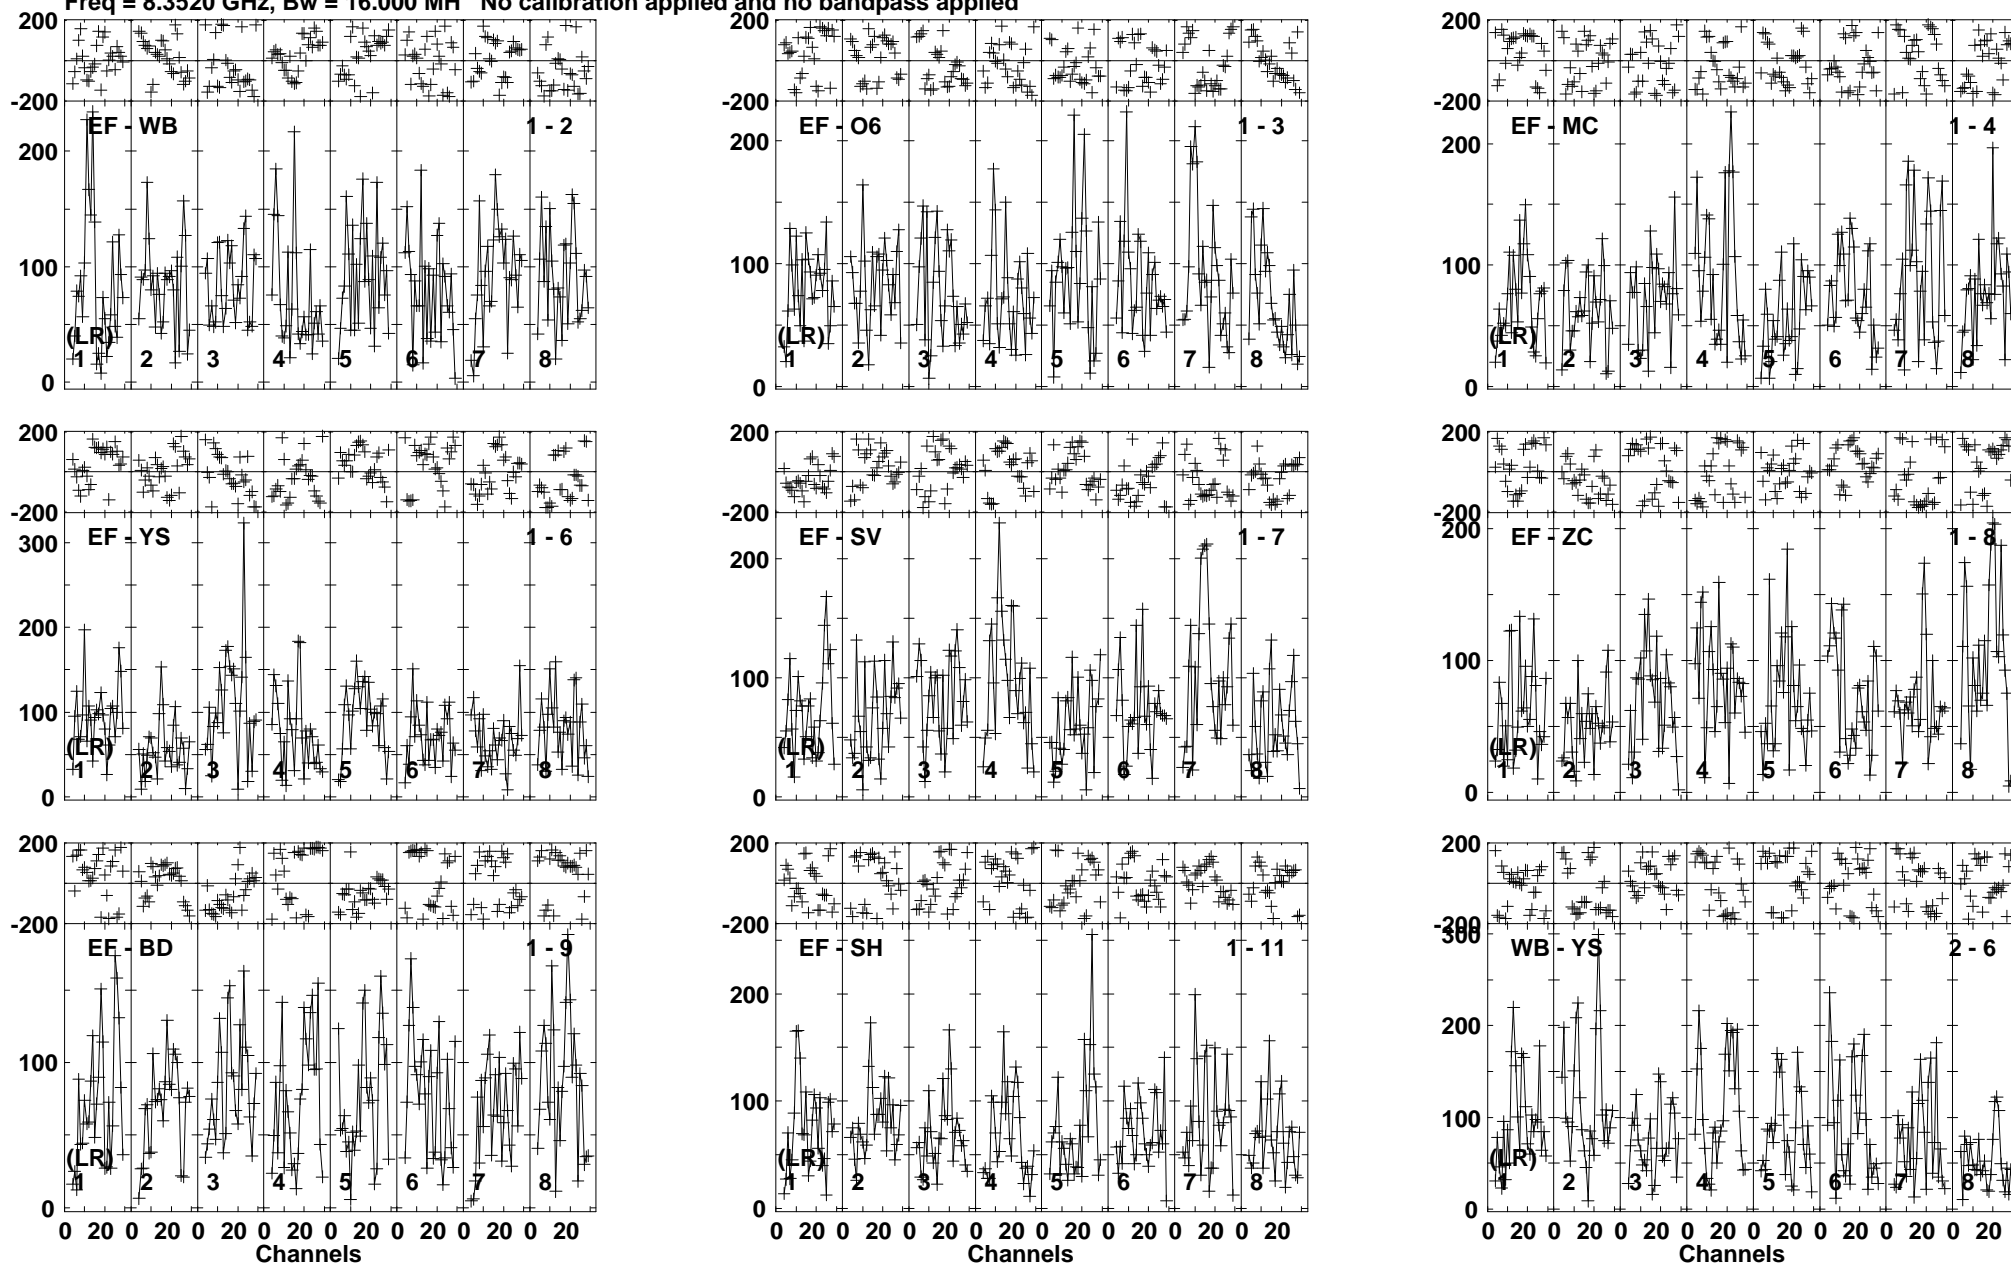 Freq = 8.3520 GHz, Bw = 16.000 MH No calibration applied and no bandpass applied
200 200 200
-200 -200 -200
EF - WB 1 - 2 EF - O6 1 - 3 EF - MC 1 - 4
200 200 200
100 100 100
(LR) (LR) (LR)
1 2 3 4 5 6 7 8 1 2 3 4 5 6 7 8 1 2 3 4 5 6 7 8
0 0 0
200 200 200
-200 -200 -200
EF - YS 1 - 6 EF - SV 1 - 7 EF - ZC 1 - 8
300 200 200
200
100 100 100
(LR) (LR) (LR)
1 2 3 4 5 6 7 8 1 2 3 4 5 6 7 8 1 2 3 4 5 6 7 8
0 0 0
200 200 200
-200 -200 -200
300
EF - BD 1 - 9 EF - SH 1 - 11 WB - YS 2 - 6
200 200
100 100 100
(LR) (LR) (LR)
1 2 3 4 5 6 7 8 1 2 3 4 5 6 7 8 1 2 3 4 5 6 7 8
0 0 0
0 20 0 20 0 20 0 20 0 20 0 20 0 20 0 20 0 20 0 20 0 20 0 20 0 20 0 20 0 20 0 20 0 20 0 20 0 20 0 20 0 20 0 20 0 20 0 20
Channels Channels Channels